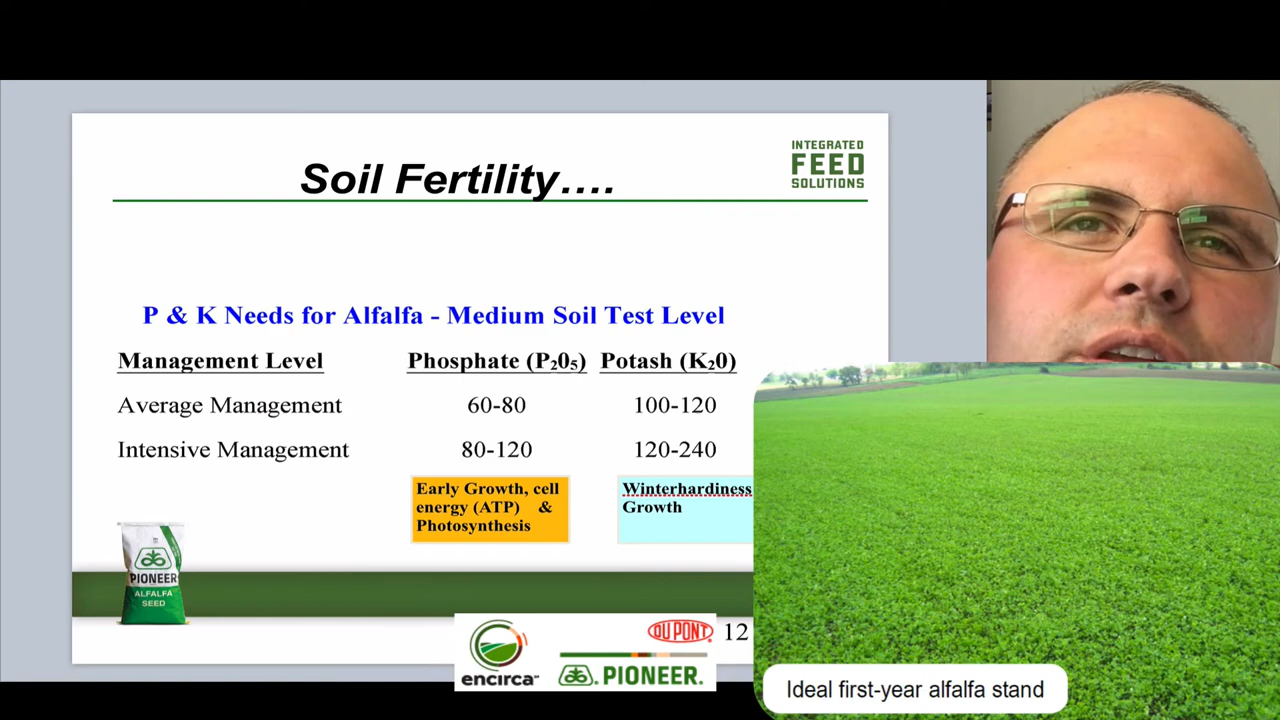 Soil Fertility....
INTEGRATED
FEED
SOLUTIONS
P & K Needs for Alfalfa - Medium Soil Test Level
Management Level Phosphate (P₂0₅) Potash (K₂0)
Average Management 60-80 100-120
Intensive Management 80-120 120-240
Early Growth, cell
energy (ATP) &
Photosynthesis
Winterhardiness
Growth
PIONEER
ALFALFA
SEED
encirca
DUPONT
PIONEER.
12
Ideal first-year alfalfa stand